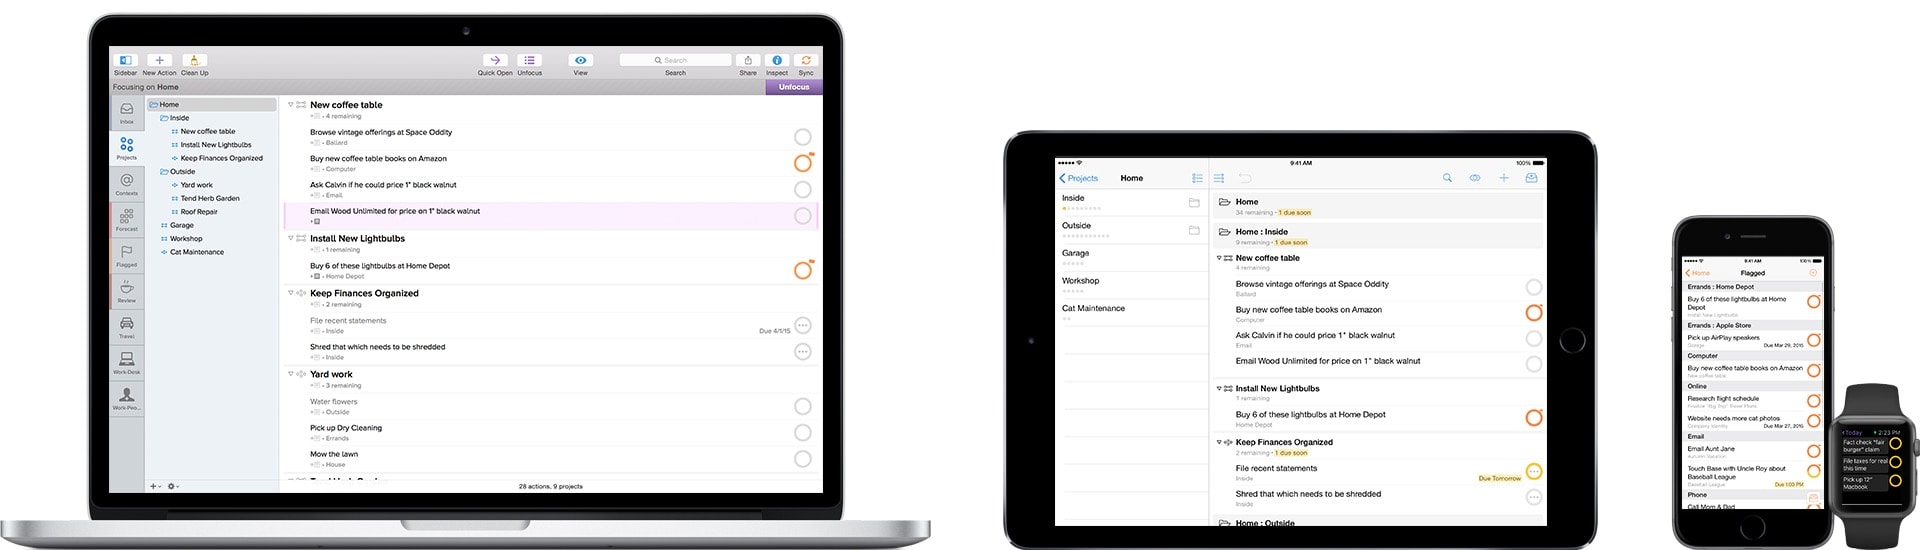 Sidebar New Action Clean Up Quick Open Unfocus View Search Search Share Inspect Sync
Focusing on Home Unfocus
Inbox
Projects
Contexts
Forecast
Flagged
Review
Travel
Work-Desk
Work-Peo...
Home
Inside
New coffee table
Install New Lightbulbs
Keep Finances Organized
Outside
Yard work
Tend Herb Garden
Roof Repair
Garage
Workshop
Cat Maintenance
New coffee table
4 remaining
Browse vintage offerings at Space Oddity
Ballard
Buy new coffee table books on Amazon
Computer
Ask Calvin if he could price 1" black walnut
Email
Email Wood Unlimited for price on 1" black walnut
Install New Lightbulbs
1 remaining
Buy 6 of these lightbulbs at Home Depot
Home Depot
Keep Finances Organized
2 remaining
File recent statements
Inside Due 4/1/15
Shred that which needs to be shredded
Inside
Yard work
3 remaining
Water flowers
Outside
Pick up Dry Cleaning
Errands
Mow the lawn
House
28 actions, 9 projects
9:41 AM 100%
Projects Home
Inside
Outside
Garage
Workshop
Cat Maintenance
Home
34 remaining • 1 due soon
Home : Inside
9 remaining • 1 due soon
New coffee table
4 remaining
Browse vintage offerings at Space Oddity
Ballard
Buy new coffee table books on Amazon
Computer
Ask Calvin if he could price 1" black walnut
Email
Email Wood Unlimited for price on 1" black walnut
Install New Lightbulbs
1 remaining
Buy 6 of these lightbulbs at Home Depot
Home Depot
Keep Finances Organized
2 remaining • 1 due soon
File recent statements
Inside Due Tomorrow
Shred that which needs to be shredded
Inside
Home : Outside
9:41 AM 100%
Home Flagged
Errands : Home Depot
Buy 6 of these lightbulbs at Home
Depot
Install New Lightbulbs
Errands : Apple Store
Pick up AirPlay speakers
Garage Due Mar 29, 2015
Computer
Buy new coffee table books on Amazon
New coffee table
Online
Research flight schedule
Website needs more cat photos
Company Identity Due Mar 27, 2015
Email
Email Aunt Jane
Autumn Vacation
Touch Base with Uncle Roy about
Baseball League
Baseball League Due 1:00 PM
Phone
Call Mom & Dad
today 2:23 PM
Fact check "fair
burger" claim
File taxes for real
this time
Pick up 12"
Macbook